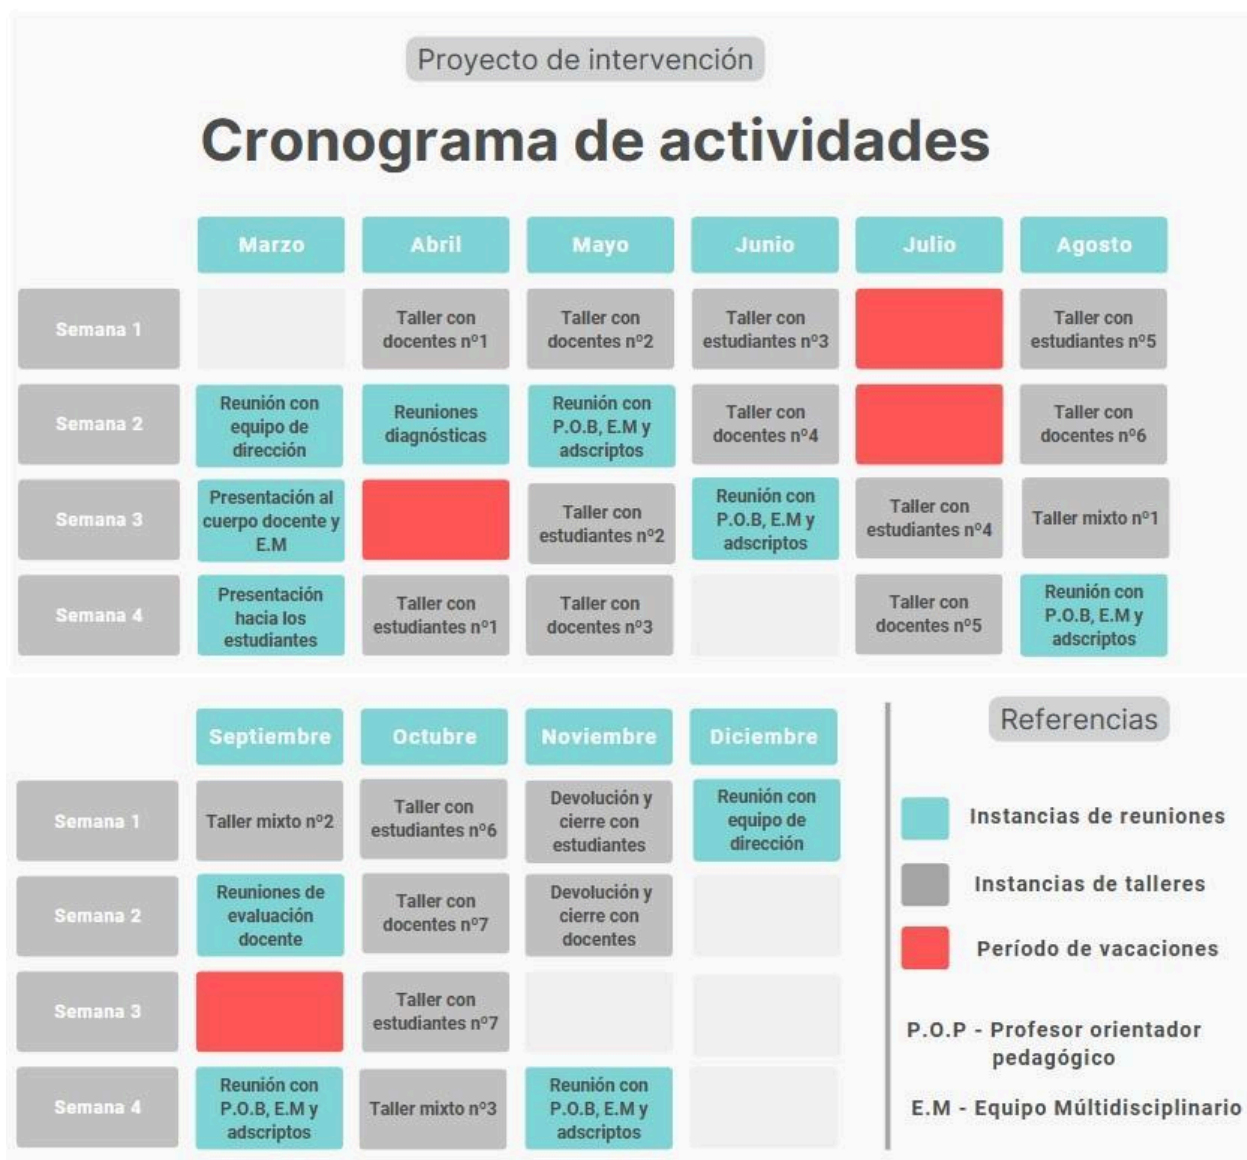 Proyecto de intervención
Cronograma de actividades
Marzo
Abril
Mayo
Junio
Julio
Agosto
Semana 1
Taller con
docentes nº1
Taller con
docentes nº2
Taller con
estudiantes nº3
Taller con
estudiantes nº5
Semana 2
Reunión con
equipo de
dirección
Reuniones
diagnósticas
Reunión con
P.O.B, E.M y
adscriptos
Taller con
docentes nº4
Taller con
docentes nº6
Semana 3
Presentación al
cuerpo docente y
E.M
Taller con
estudiantes nº2
Reunión con
P.O.B, E.M y
adscriptos
Taller con
estudiantes nº4
Taller mixto nº1
Semana 4
Presentación
hacia los
estudiantes
Taller con
estudiantes nº1
Taller con
docentes nº3
Taller con
docentes nº5
Reunión con
P.O.B, E.M y
adscriptos
Septiembre
Octubre
Noviembre
Diciembre
Semana 1
Taller mixto nº2
Taller con
estudiantes nº6
Devolución y
cierre con
estudiantes
Reunión con
equipo de
dirección
Semana 2
Reuniones de
evaluación
docente
Taller con
docentes nº7
Devolución y
cierre con
docentes
Semana 3
Taller con
estudiantes nº7
Semana 4
Reunión con
P.O.B, E.M y
adscriptos
Taller mixto nº3
Reunión con
P.O.B, E.M y
adscriptos
Referencias
Instancias de reuniones
Instancias de talleres
Período de vacaciones
P.O.P - Profesor orientador
pedagógico
E.M - Equipo Múltidisciplinario